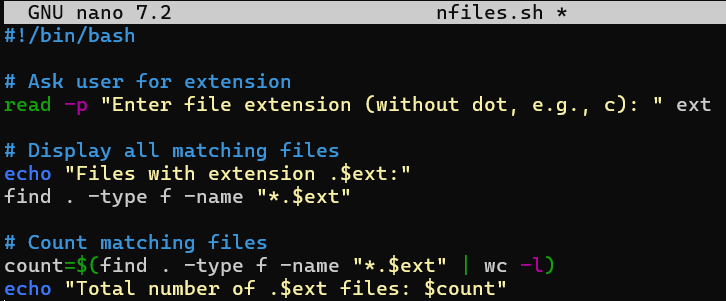 GNU nano 7.2 nfiles.sh *
#!/bin/bash
# Ask user for extension
read -p "Enter file extension (without dot, e.g., c): " ext
# Display all matching files
echo "Files with extension .$ext:"
find . -type f -name "*.$ext"
# Count matching files
count=$(find . -type f -name "*.$ext" | wc -l)
echo "Total number of .$ext files: $count"